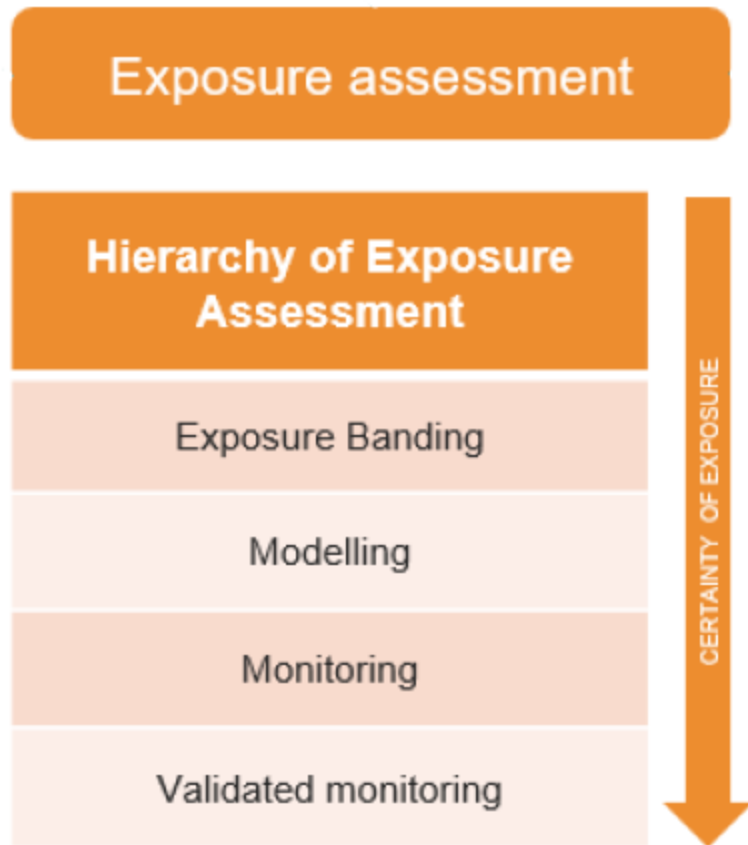 Exposure assessment
Hierarchy of Exposure
Assessment
Exposure Banding
Modelling
Monitoring
Validated monitoring
CERTAINTY OF EXPOSURE